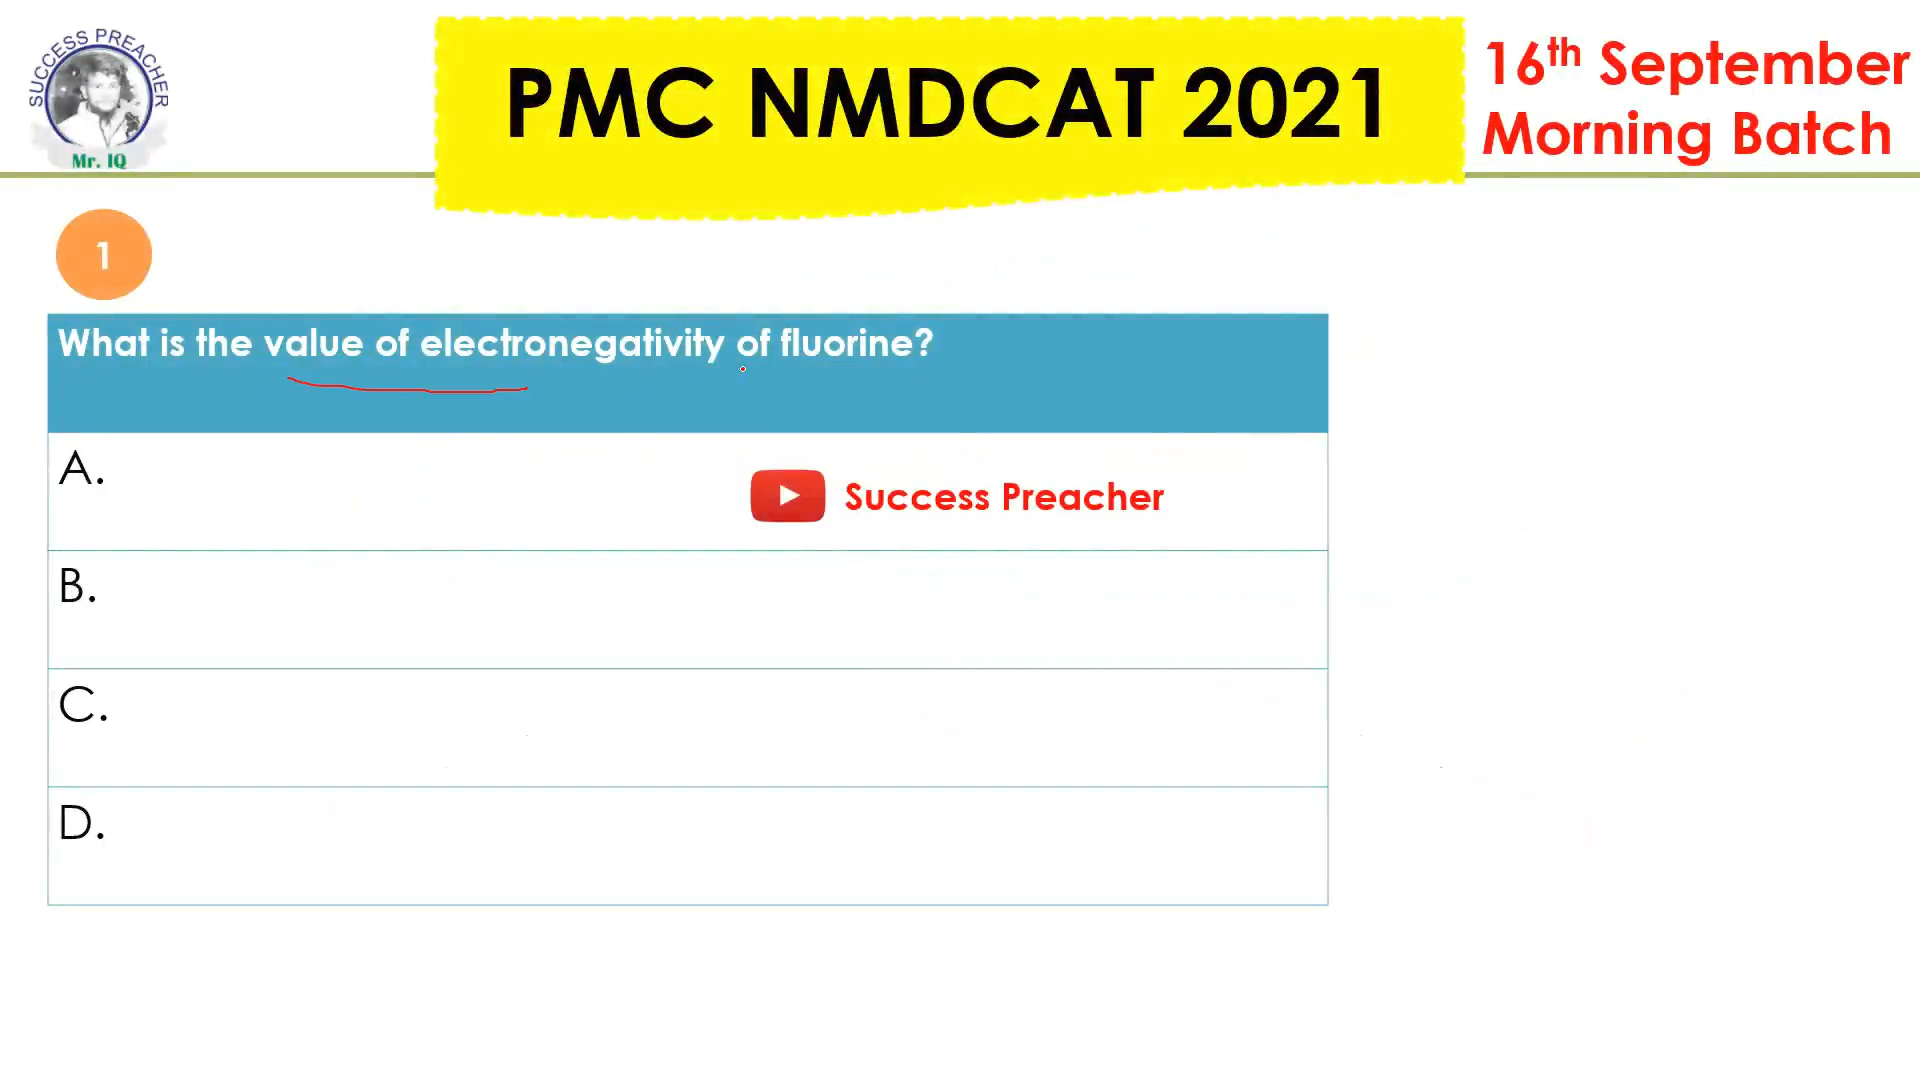 SUCCESS PREACHER
Mr. IQ
PMC NMDCAT 2021
16th September
Morning Batch
1
What is the value of electronegativity of fluorine?
A.
Success Preacher
B.
C.
D.